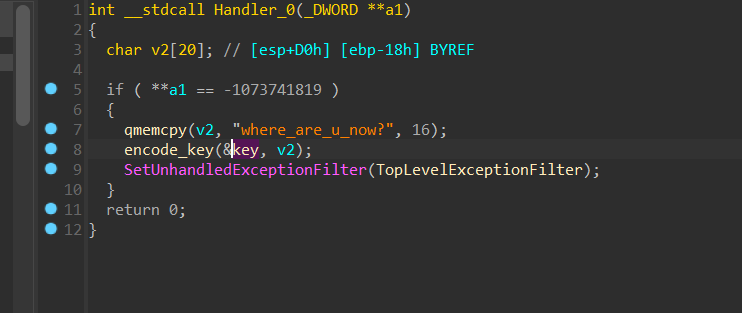 1 int __stdcall Handler_0(_DWORD **a1)
2 {
3 char v2[20]; // [esp+D0h] [ebp-18h] BYREF
4
5 if ( **a1 == -1073741819 )
6 {
7 qmemcpy(v2, "where_are_u_now?", 16);
8 encode_key(&key, v2);
9 SetUnhandledExceptionFilter(TopLevelExceptionFilter);
10 }
11 return 0;
12 }